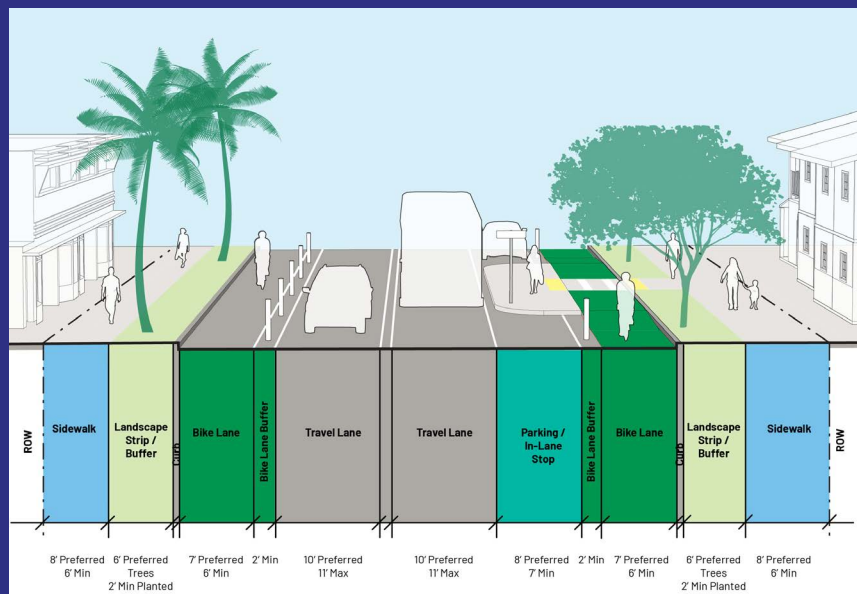 ROW
Sidewalk
Landscape
Strip /
Buffer
Curb
Bike Lane
Bike Lane Buffer
Travel Lane
Travel Lane
Parking /
In-Lane
Stop
Bike Lane Buffer
Bike Lane
Curb
Landscape
Strip /
Buffer
Sidewalk
ROW
8' Preferred
6' Min
6' Preferred
Trees
2' Min Planted
7' Preferred
6' Min
2' Min
10' Preferred
11' Max
10' Preferred
11' Max
8' Preferred
7' Min
2' Min
7' Preferred
6' Min
6' Preferred
Trees
2' Min Planted
8' Preferred
6' Min